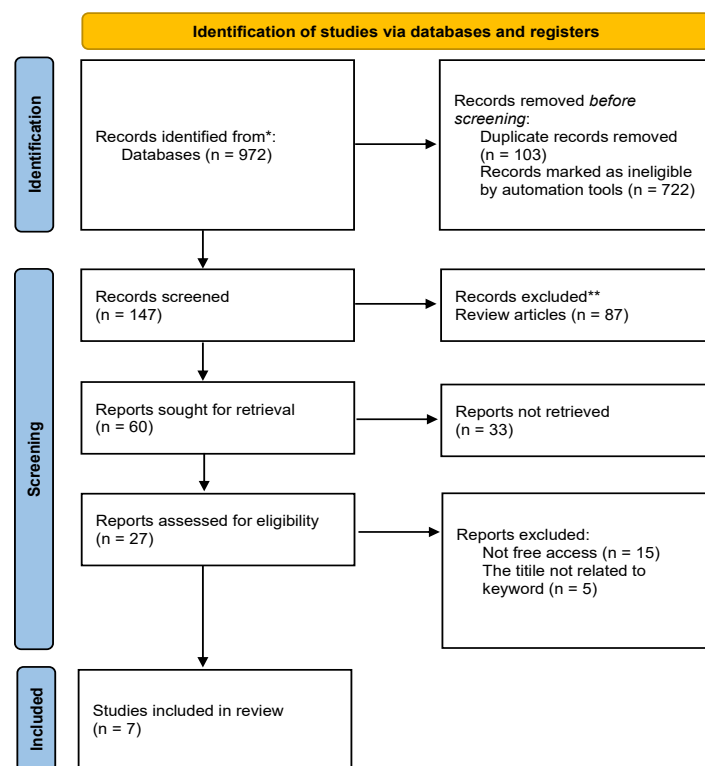 Identification of studies via databases and registers
Identification
Records identified from*:
Databases (n = 972)
Records removed before
screening:
Duplicate records removed
(n = 103)
Records marked as ineligible
by automation tools (n = 722)
Screening
Records screened
(n = 147)
Records excluded**
Review articles (n = 87)
Reports sought for retrieval
(n = 60)
Reports not retrieved
(n = 33)
Reports assessed for eligibility
(n = 27)
Reports excluded:
Not free access (n = 15)
The titile not related to
keyword (n = 5)
Included
Studies included in review
(n = 7)